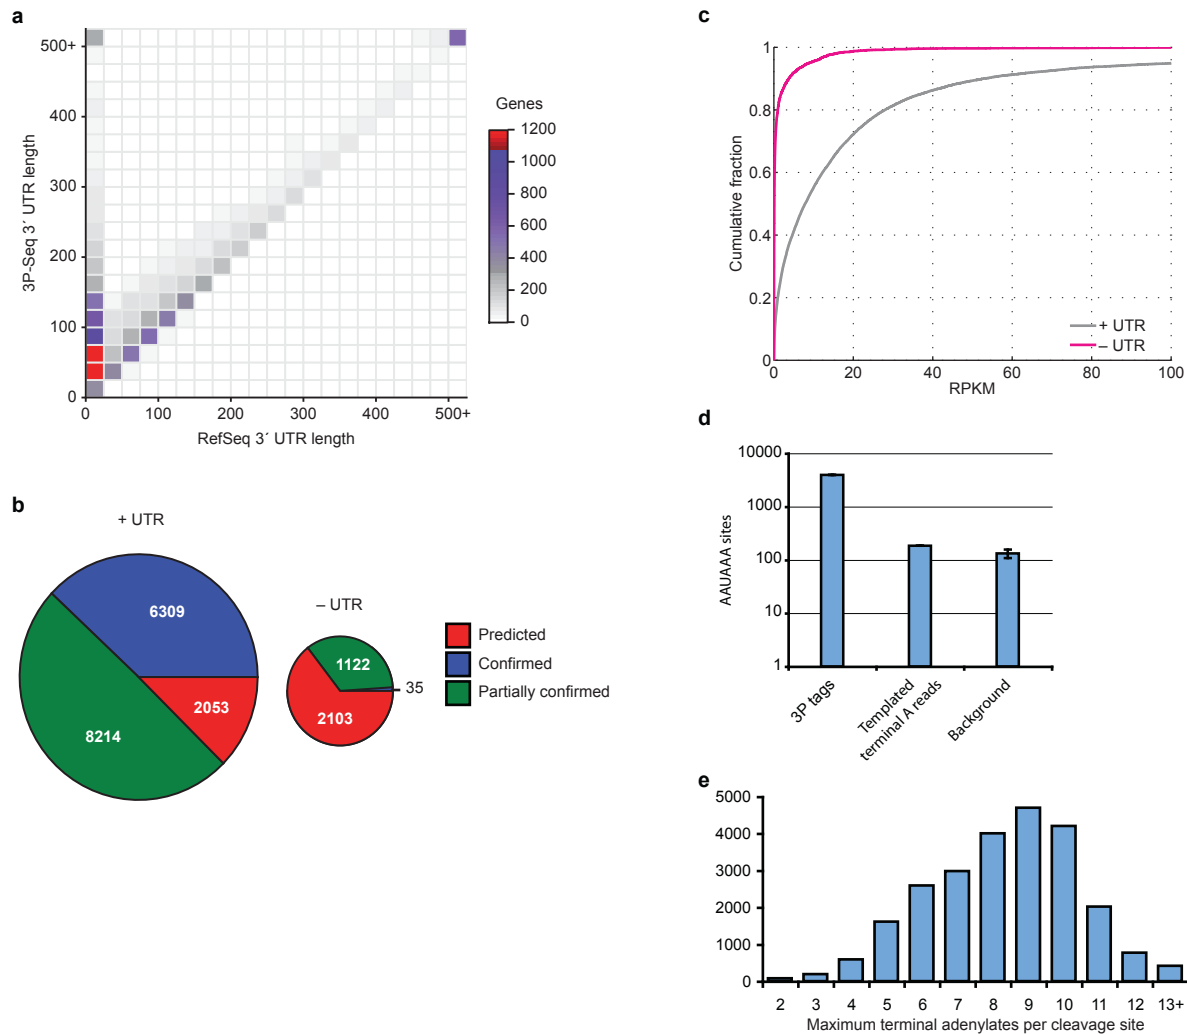 a
3P-Seq 3´ UTR length
500+
400
300
200
100
0
0 100 200 300 400 500+
RefSeq 3´ UTR length
Genes
1200
1000
800
600
400
200
0
b
+ UTR
6309
8214
2053
– UTR
1122
35
2103
Predicted
Confirmed
Partially confirmed
c
Cumulative fraction
1
0.8
0.6
0.4
0.2
0
0 20 40 60 80 100
RPKM
+ UTR
– UTR
d
AAUAAA sites
10000
1000
100
10
1
3P tags
Templated
terminal A reads
Background
e
5000
4000
3000
2000
1000
0
2 3 4 5 6 7 8 9 10 11 12 13+
Maximum terminal adenylates per cleavage site